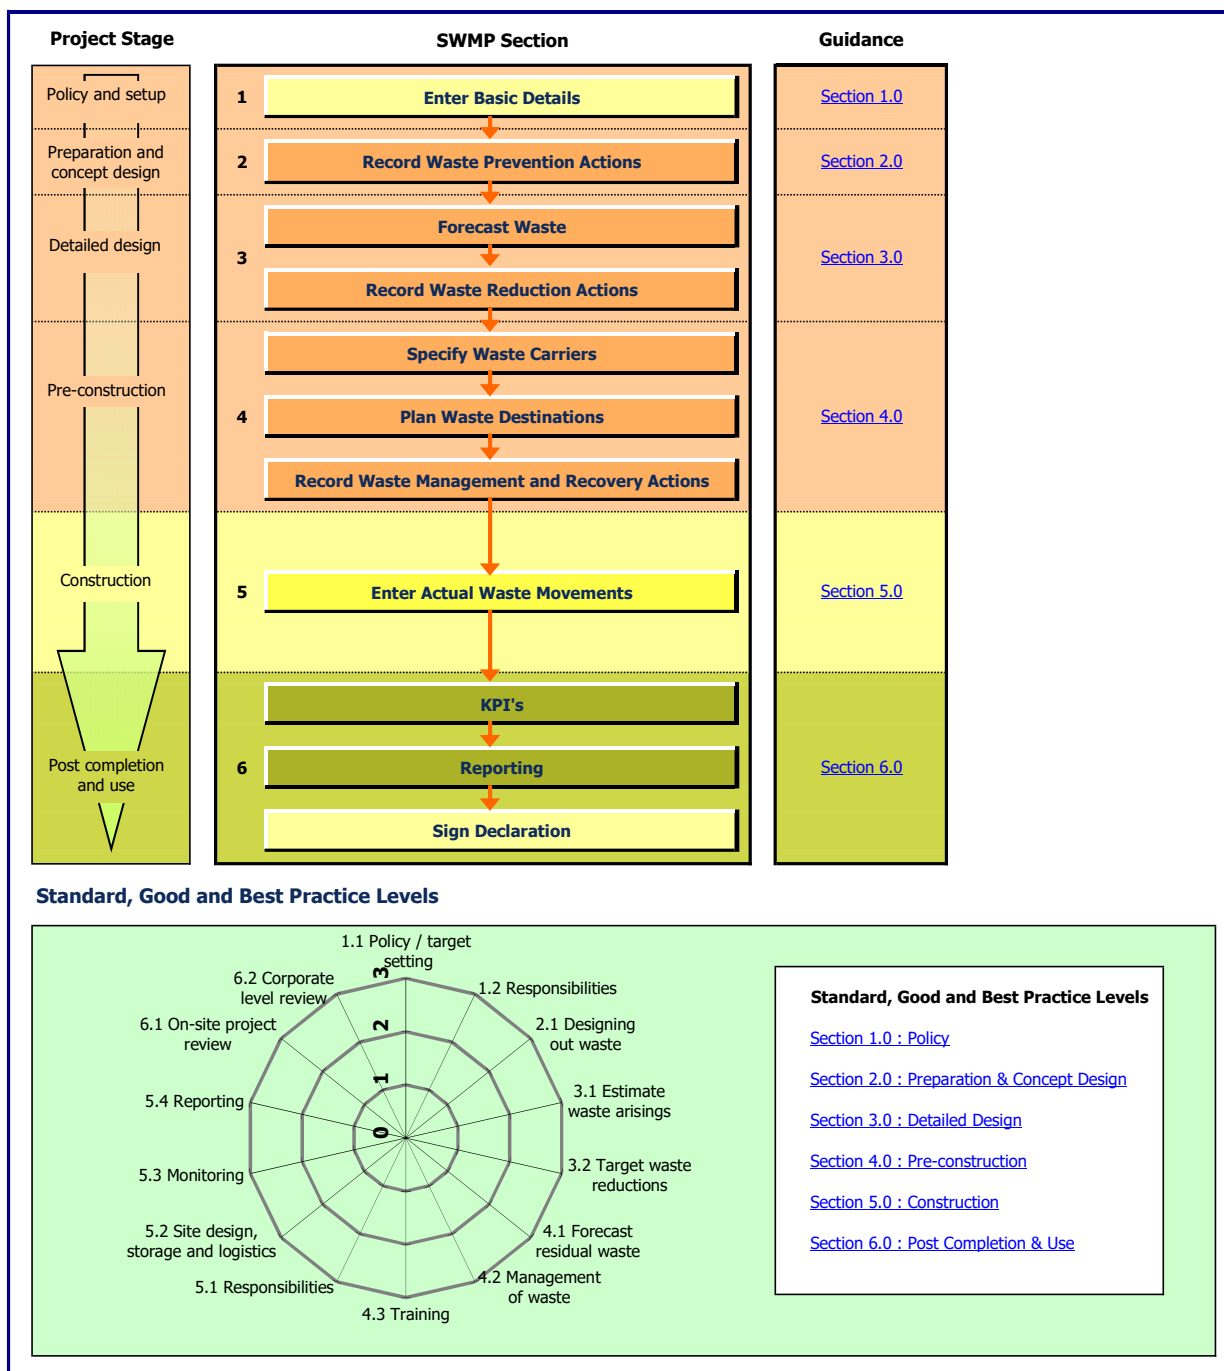 Project Stage
SWMP Section
Guidance
Policy and setup
1
Enter Basic Details
Section 1.0
Preparation and
concept design
2
Record Waste Prevention Actions
Section 2.0
Detailed design
3
Forecast Waste
Record Waste Reduction Actions
Section 3.0
Pre-construction
4
Specify Waste Carriers
Plan Waste Destinations
Record Waste Management and Recovery Actions
Section 4.0
Construction
5
Enter Actual Waste Movements
Section 5.0
Post completion
and use
6
KPI's
Reporting
Sign Declaration
Section 6.0
Standard, Good and Best Practice Levels
1.1 Policy / target
setting
1.2 Responsibilities
2.1 Designing
out waste
3.1 Estimate
waste arisings
3.2 Target waste
reductions
4.1 Forecast
residual waste
4.2 Management
of waste
4.3 Training
5.1 Responsibilities
5.2 Site design,
storage and logistics
5.3 Monitoring
5.4 Reporting
6.1 On-site project
review
6.2 Corporate
level review
3
2
1
0
Standard, Good and Best Practice Levels
Section 1.0 : Policy
Section 2.0 : Preparation & Concept Design
Section 3.0 : Detailed Design
Section 4.0 : Pre-construction
Section 5.0 : Construction
Section 6.0 : Post Completion & Use